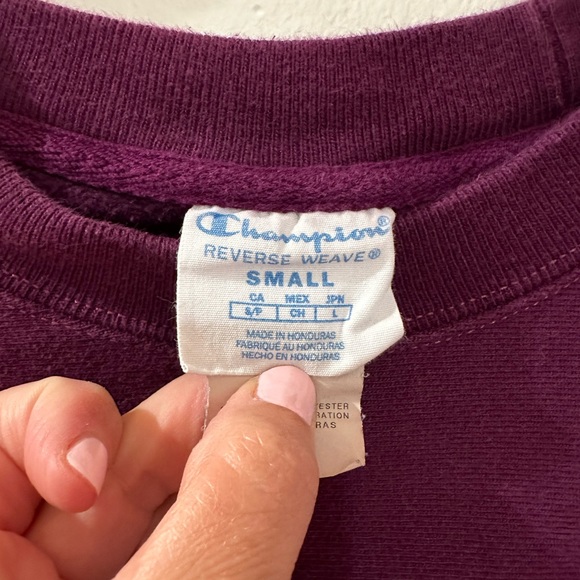 Champion®
REVERSE WEAVE®
SMALL
CA MEX JPN
S/P CH L
MADE IN HONDURAS
FABRIQUÉ AU HONDURAS
HECHO EN HONDURAS